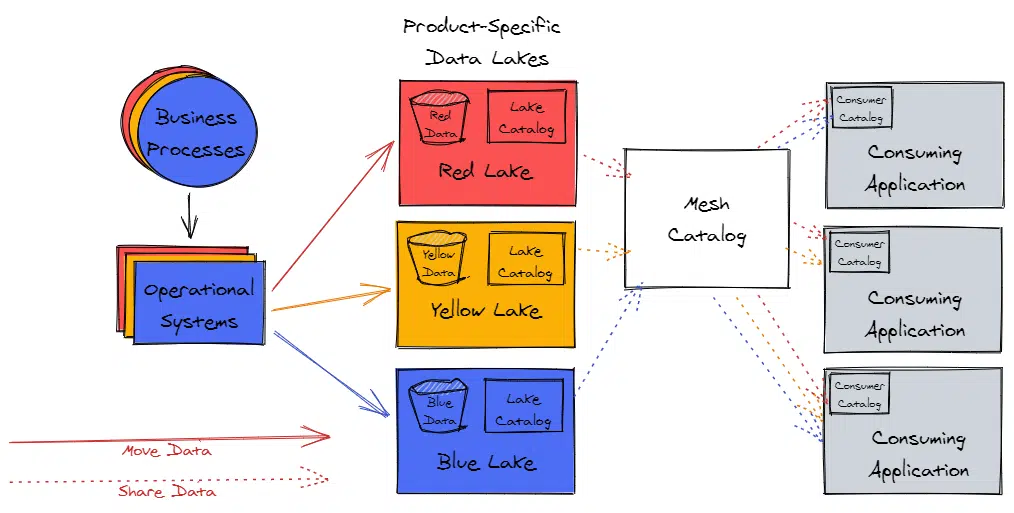 Product-Specific
Data Lakes
Business
Processes
Operational
Systems
Red
Data
Lake
Catalog
Red Lake
Yellow
Data
Lake
Catalog
Yellow Lake
Blue
Data
Lake
Catalog
Blue Lake
Mesh
Catalog
Consumer
Catalog
Consuming
Application
Consumer
Catalog
Consuming
Application
Consumer
Catalog
Consuming
Application
Move Data
Share Data